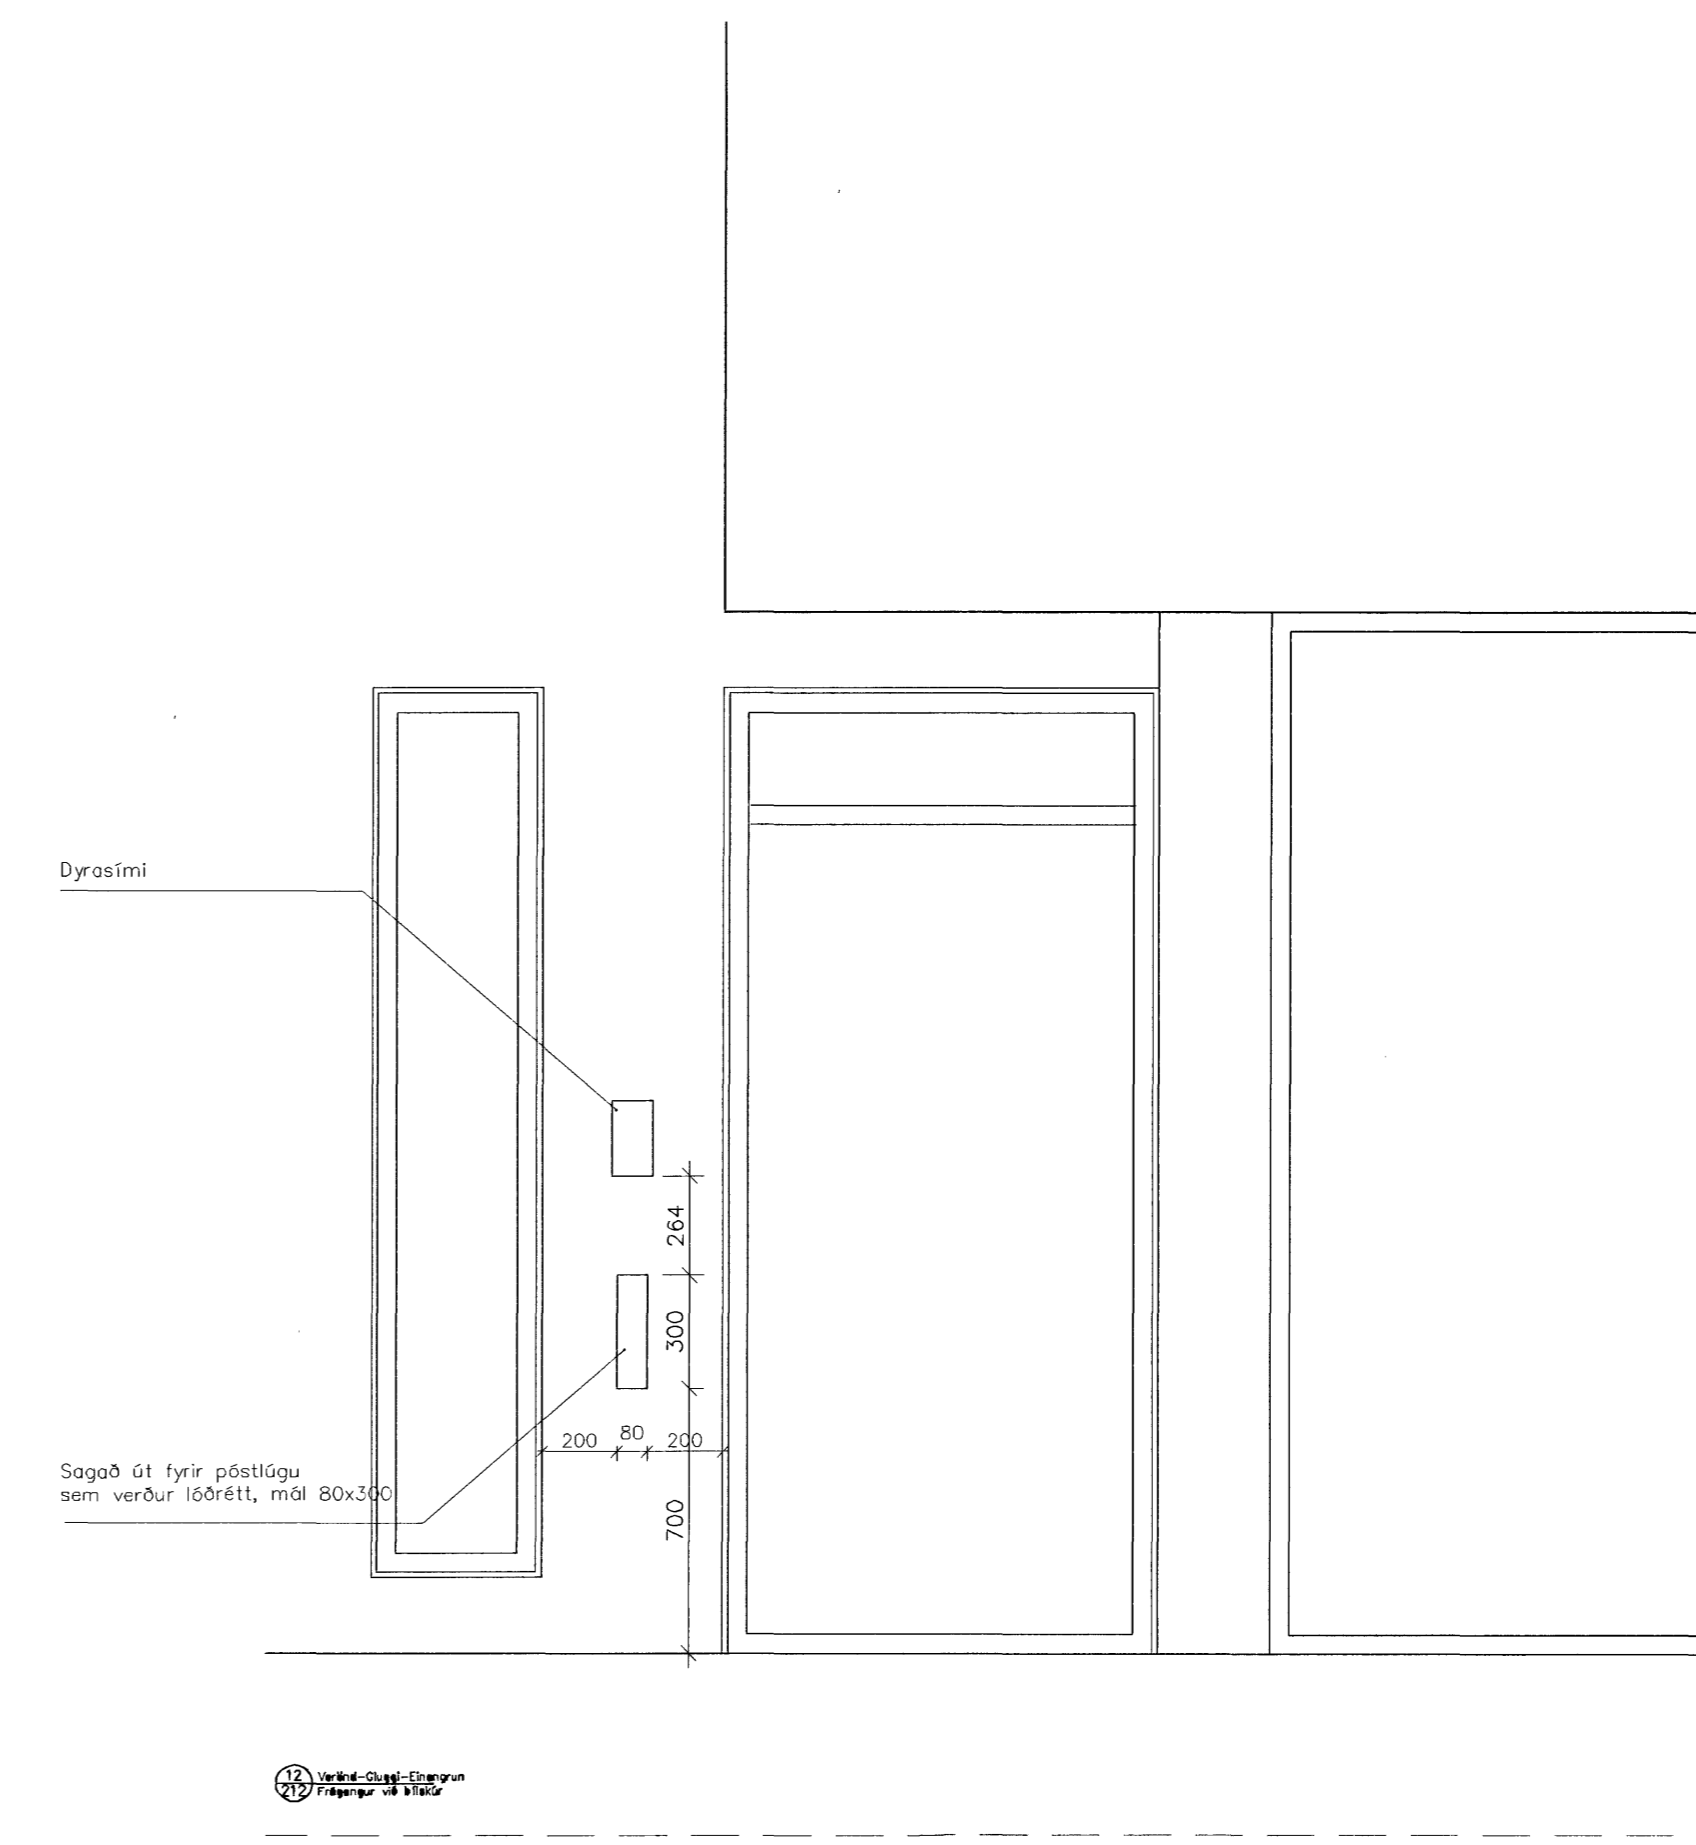 Dyrasími
264
300
200 80 200
Sagað út fyrir póstlúgu
sem verður lóðrétt, mál 80x300
700
12 Verönd-Gluggi-Einangrun
212 Frágangur við bílskúr